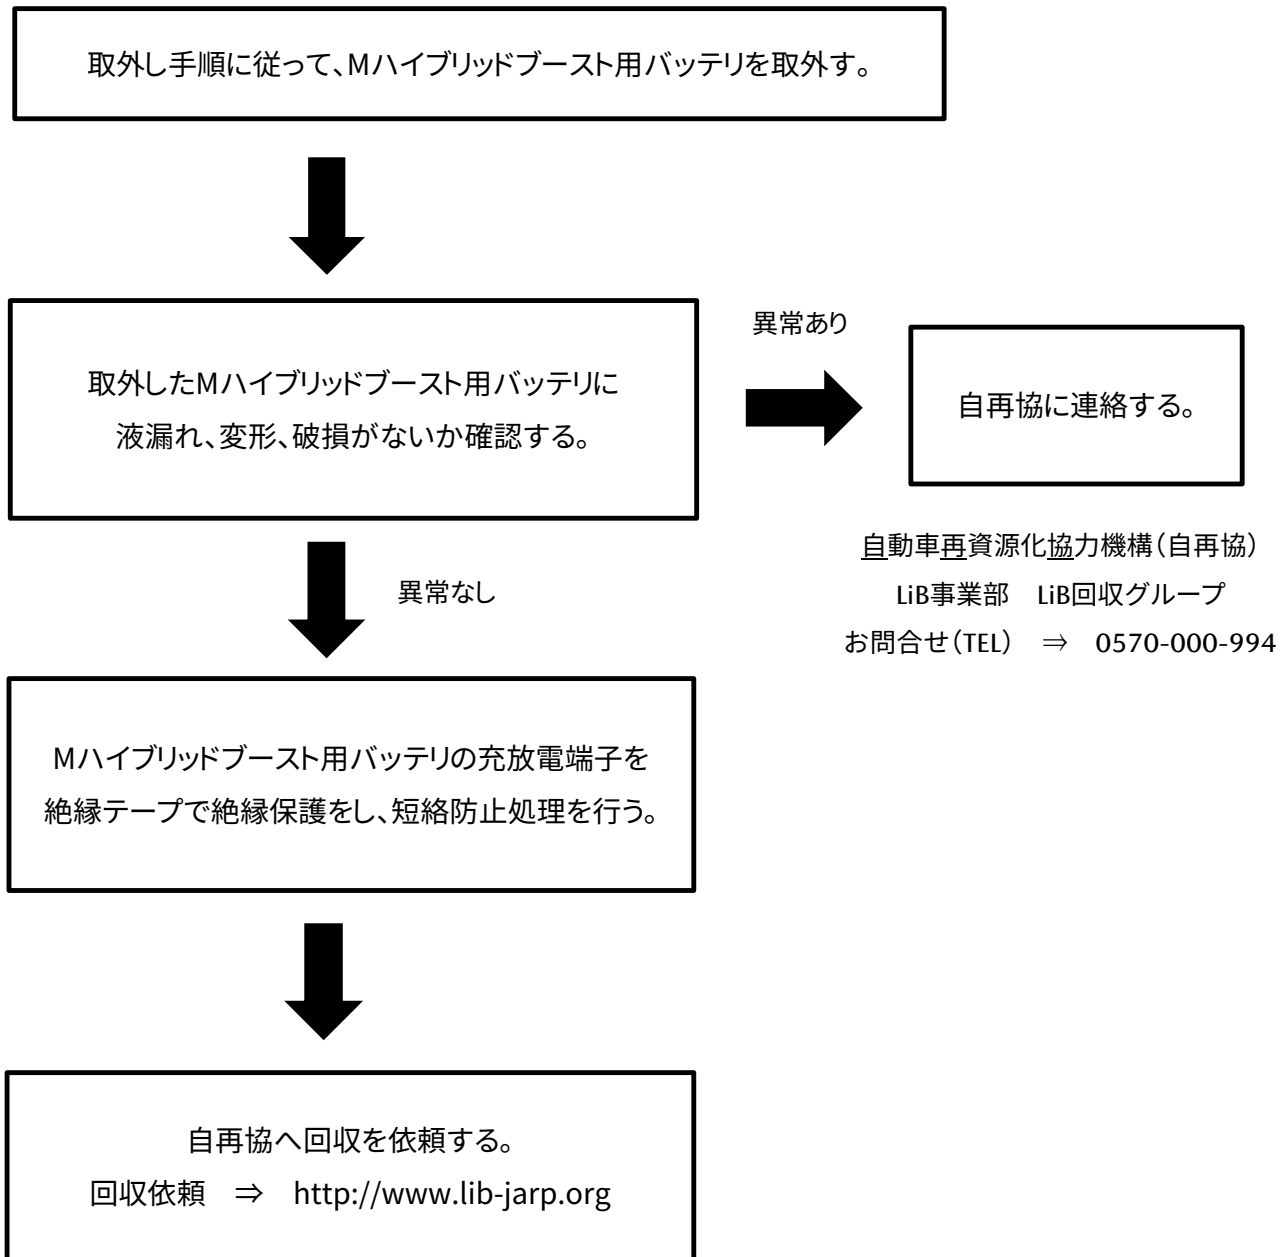 取外し手順に従って、Mハイブリッドブースト用バッテリを取外す。
取外したMハイブリッドブースト用バッテリに
液漏れ、変形、破損がないか確認する。
異常あり
自再協に連絡する。
自動車再資源化協力機構（自再協）
LiB事業部　LiB回収グループ
お問合せ（TEL）　⇒　0570-000-994
異常なし
Mハイブリッドブースト用バッテリの充放電端子を
絶縁テープで絶縁保護をし、短絡防止処理を行う。
自再協へ回収を依頼する。
回収依頼　⇒　http://www.lib-jarp.org